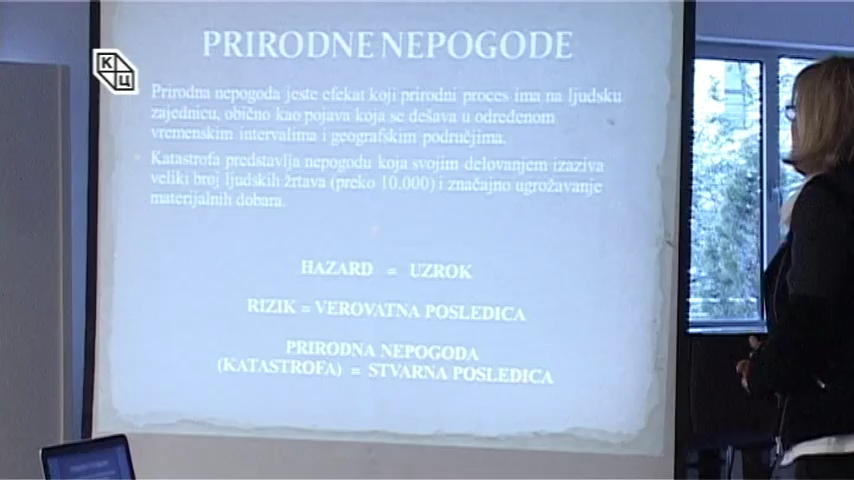 PRIRODNE NEPOGODE
К
Ц
Prirodna nepogoda jeste efekat koji prirodni proces ima na ljudsku
zajednicu, obično kao pojava koja se dešava u određenom
vremenskim intervalima i geografskim područjima.
Katastrofa predstavlja nepogodu koja svojim delovanjem izaziva
veliki broj ljudskih žrtava (preko 10.000) i značajno ugrožavanje
materijalnih dobara.
HAZARD = UZROK
RIZIK = VEROVATNA POSLEDICA
PRIRODNA NEPOGODA
(KATASTROFA) = STVARNA POSLEDICA